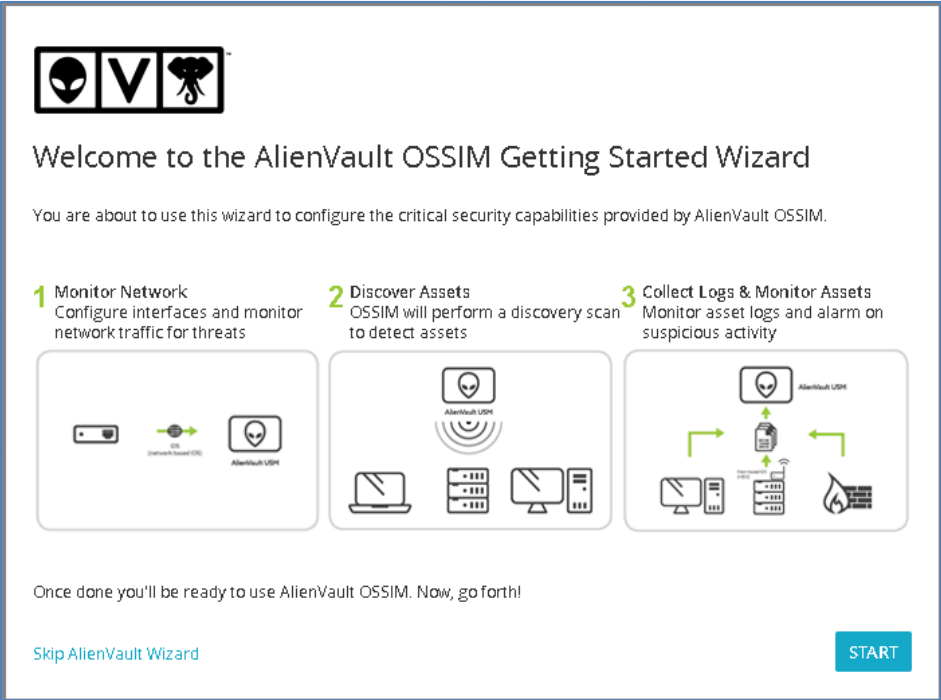 V
™
Welcome to the AlienVault OSSIM Getting Started Wizard
You are about to use this wizard to configure the critical security capabilities provided by AlienVault OSSIM.
1 Monitor Network
Configure interfaces and monitor
network traffic for threats
IDS
(network based IDS)
AlienVault USM
2 Discover Assets
OSSIM will perform a discovery scan
to detect assets
AlienVault USM
3 Collect Logs & Monitor Assets
Monitor asset logs and alarm on
suspicious activity
AlienVault USM
Once done you'll be ready to use AlienVault OSSIM. Now, go forth!
Skip AlienVault Wizard
START